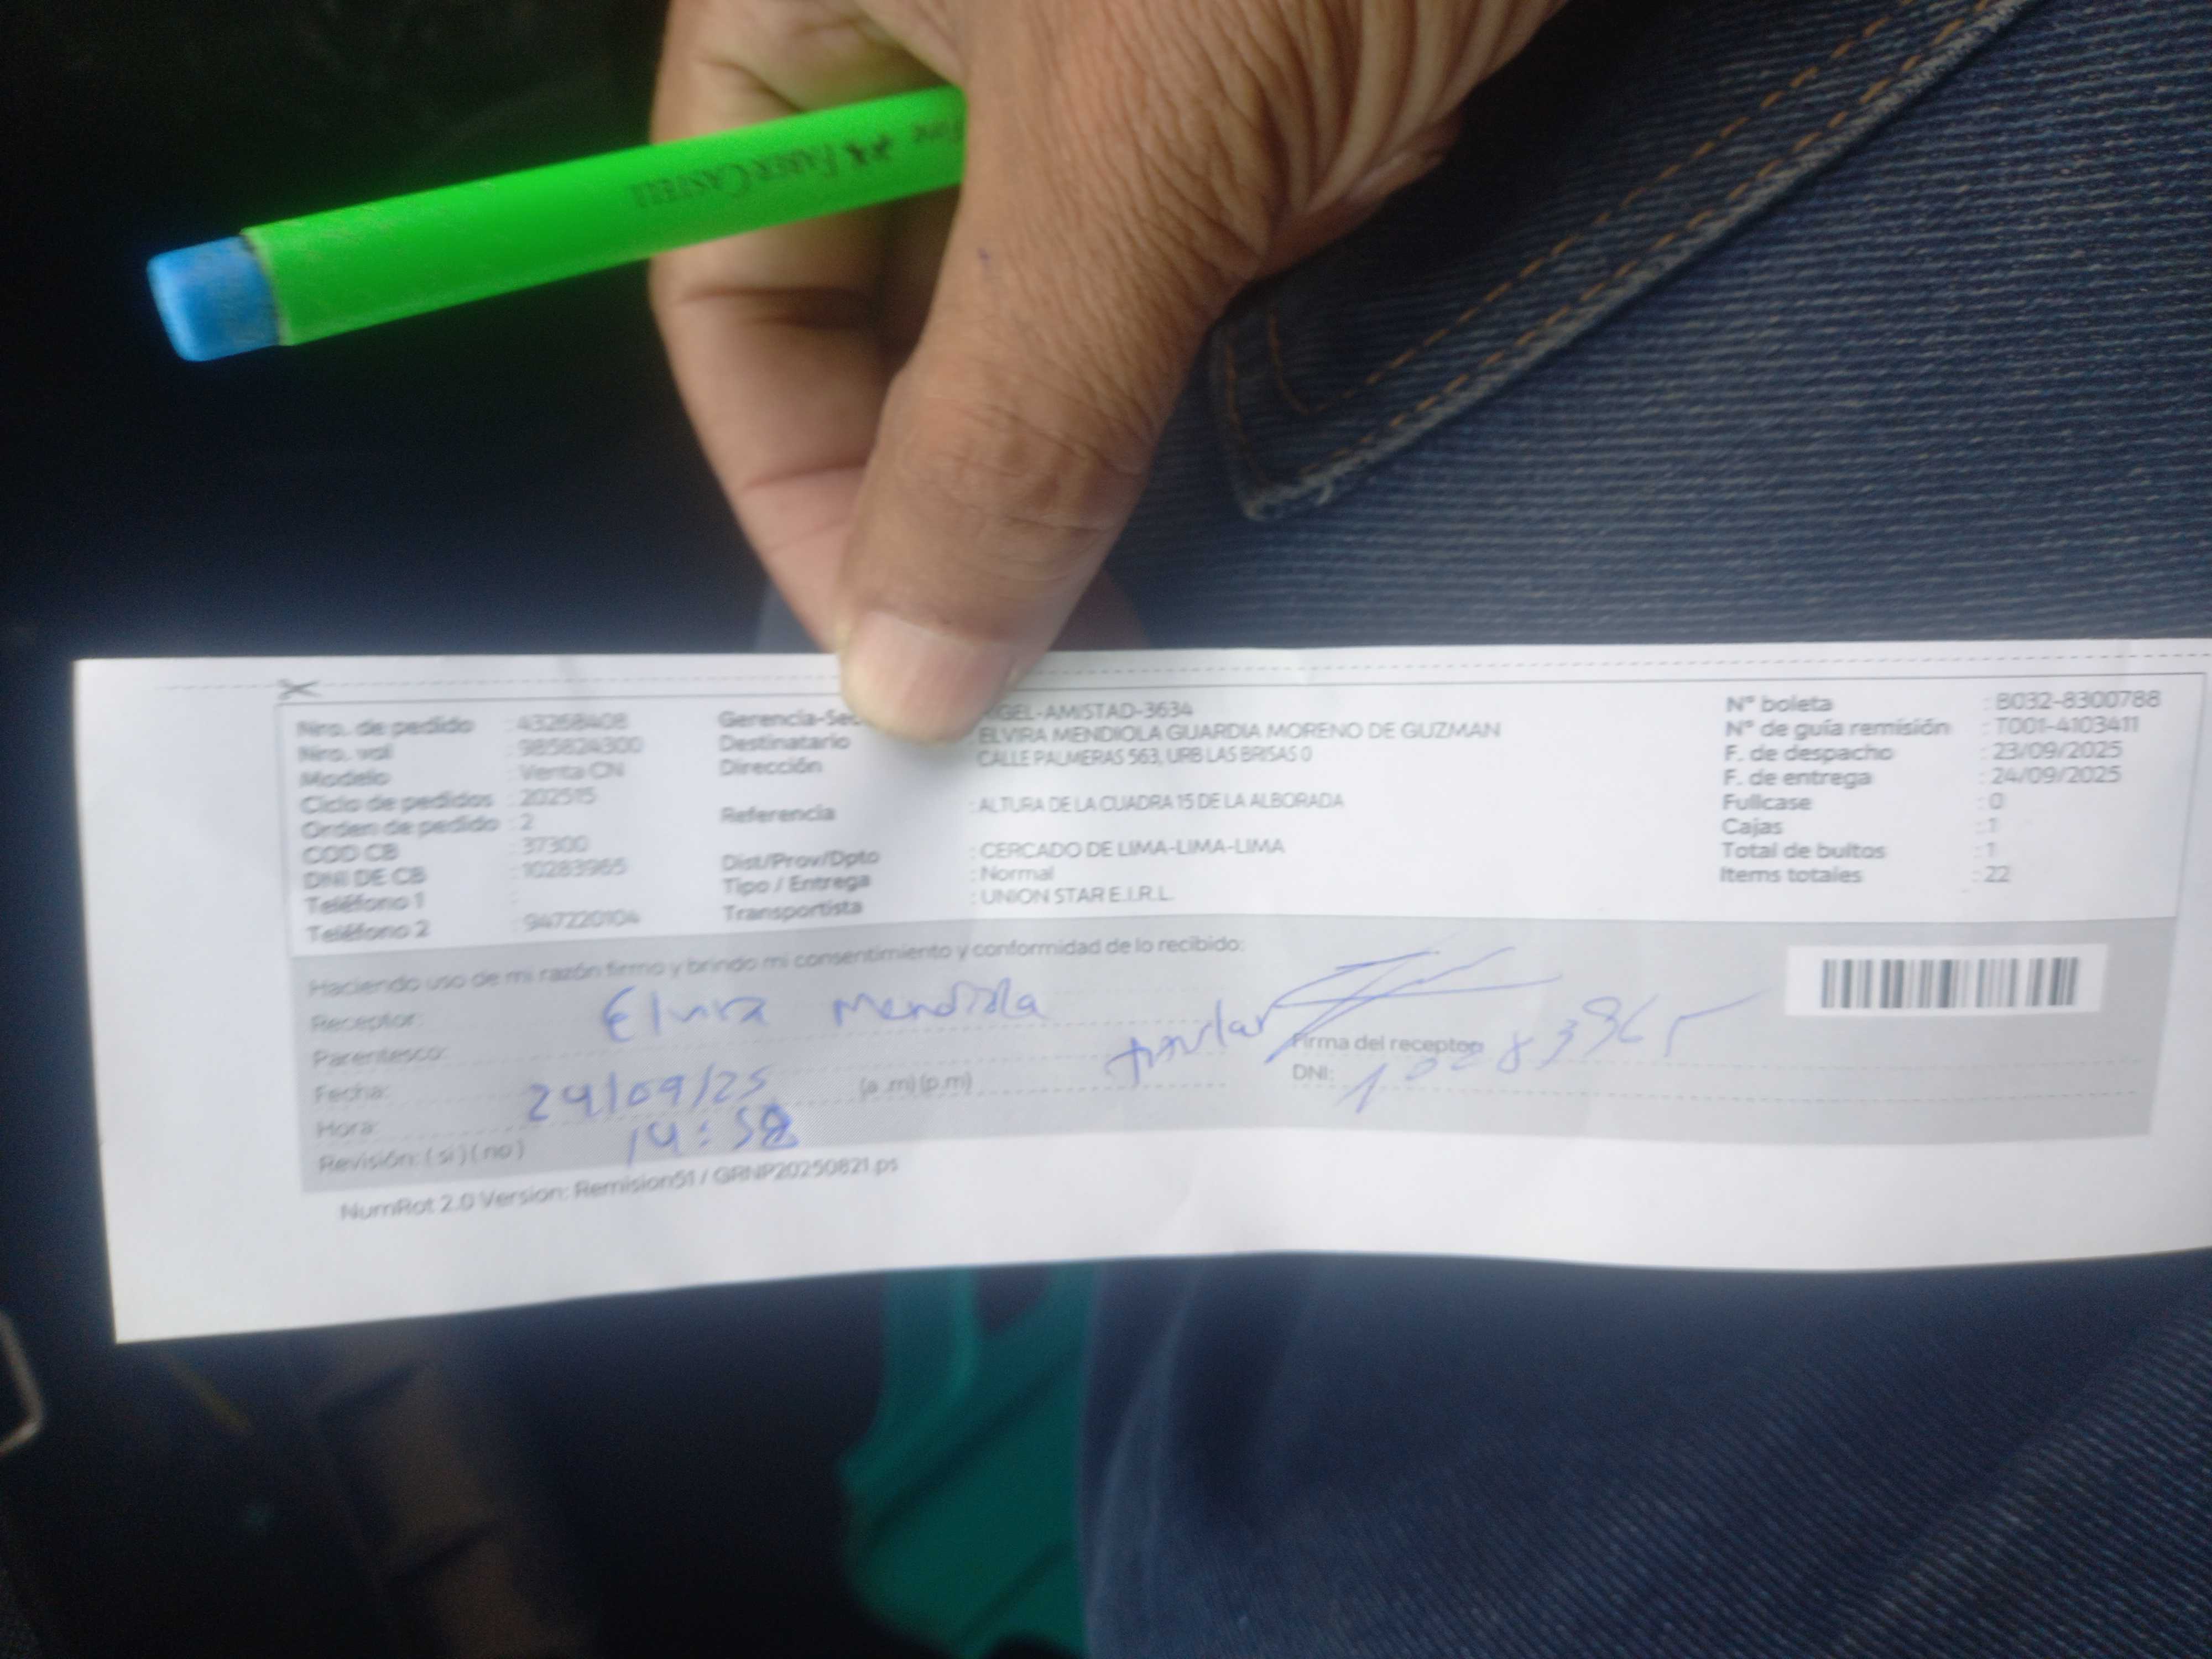 FABER CASTELL
Nro. de pedido : 43268408
Nro. val : 985824300
Modelo : Venta CN
Ciclo de pedidos : 202515
Orden de pedido : 2
COD CB : 37300
DNI DE CB : 10283965
Teléfono 1 :
Teléfono 2 : 947220104
Gerencia-Sec GEL-AMISTAD-3634
Destinatario ELVIRA MENDIOLA GUARDIA MORENO DE GUZMAN
Dirección CALLE PALMERAS 563, URB LAS BRISAS 0
Referencia : ALTURA DE LA CUADRA 15 DE LA ALBORADA
Dist/Prov/Dpto : CERCADO DE LIMA-LIMA-LIMA
Tipo / Entrega : Normal
Transportista : UNION STAR E.I.R.L.
N° boleta : B032-8300788
N° de guía remisión : T001-4103411
F. de despacho : 23/09/2025
F. de entrega : 24/09/2025
Fullcase : 0
Cajas : 1
Total de bultos : 1
Items totales : 22
Haciendo uso de mi razón firmo y brindo mi consentimiento y conformidad de lo recibido:
Receptor: Elvira Mendiola
Parentesco: titular
Fecha: 24/09/25 (a.m) (p.m)
Hora: 14:58
Revisión: ( si ) ( no )
Firma del receptor
DNI: 10283965
NumRot 2.0 Version: Remision51 / GRNP20250821.ps